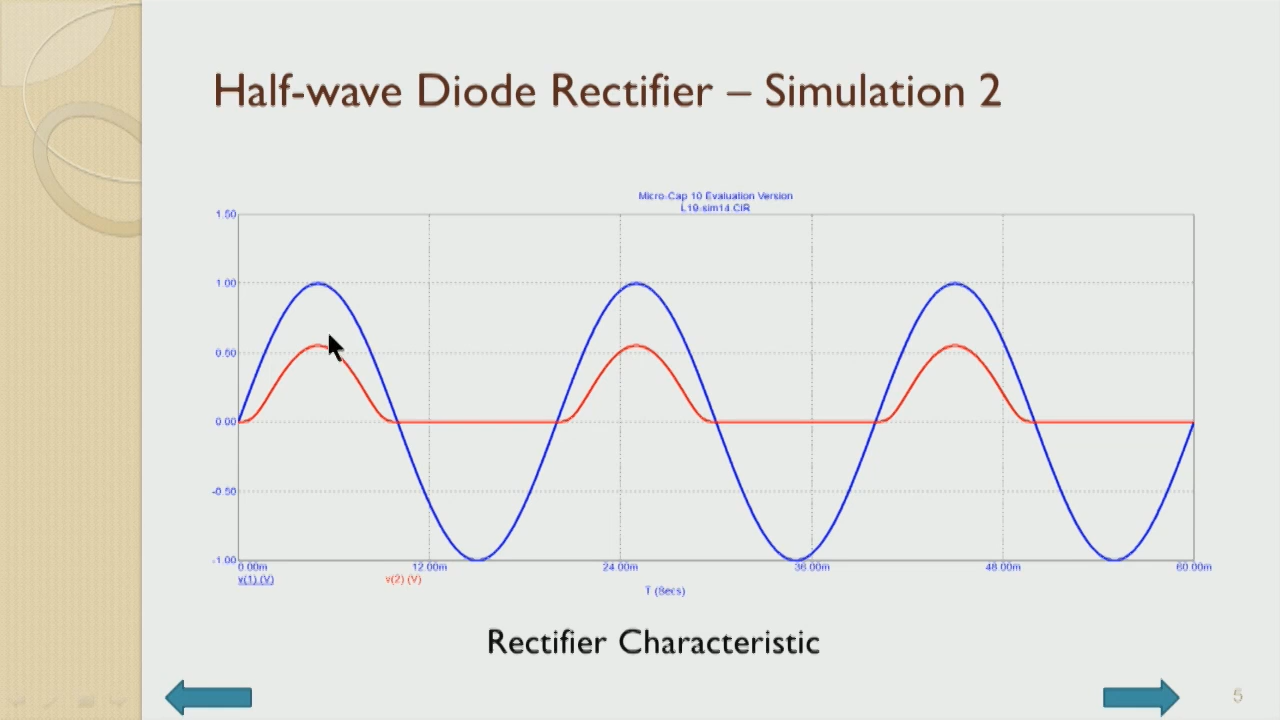 Half-wave Diode Rectifier – Simulation 2
Micro-Cap 10 Evaluation Version
L19-sim14.CIR
1.50
1.00
0.50
0.00
-0.50
-1.00
0.00m 12.00m 24.00m 36.00m 48.00m 60.00m
v(1) (V) v(2) (V)
T (Secs)
Rectifier Characteristic
5